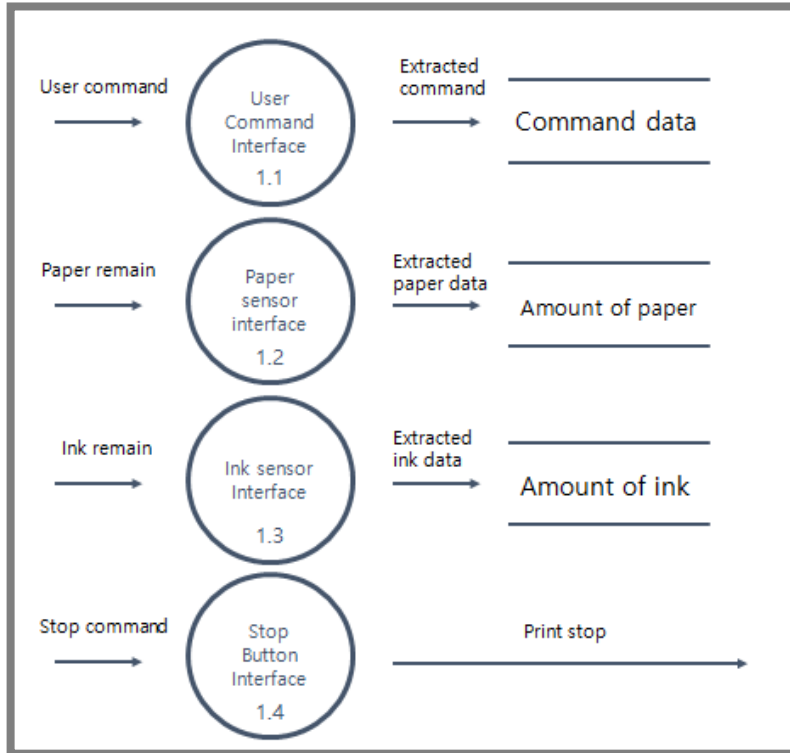 User command
User
Command
Interface
1.1
Extracted
command
Command data
Paper remain
Paper
sensor
interface
1.2
Extracted
paper data
Amount of paper
Ink remain
Ink sensor
Interface
1.3
Extracted
ink data
Amount of ink
Stop command
Stop
Button
Interface
1.4
Print stop